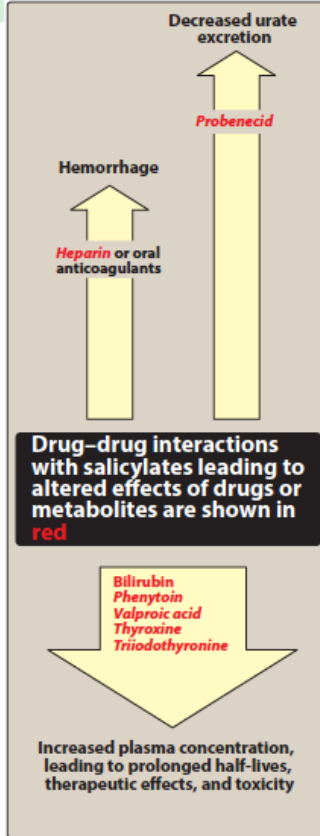 Decreased urate
excretion
Probenecid
Hemorrhage
Heparin or oral
anticoagulants
Drug–drug interactions
with salicylates leading to
altered effects of drugs or
metabolites are shown in
red
Bilirubin
Phenytoin
Valproic acid
Thyroxine
Triiodothyronine
Increased plasma concentration,
leading to prolonged half-lives,
therapeutic effects, and toxicity